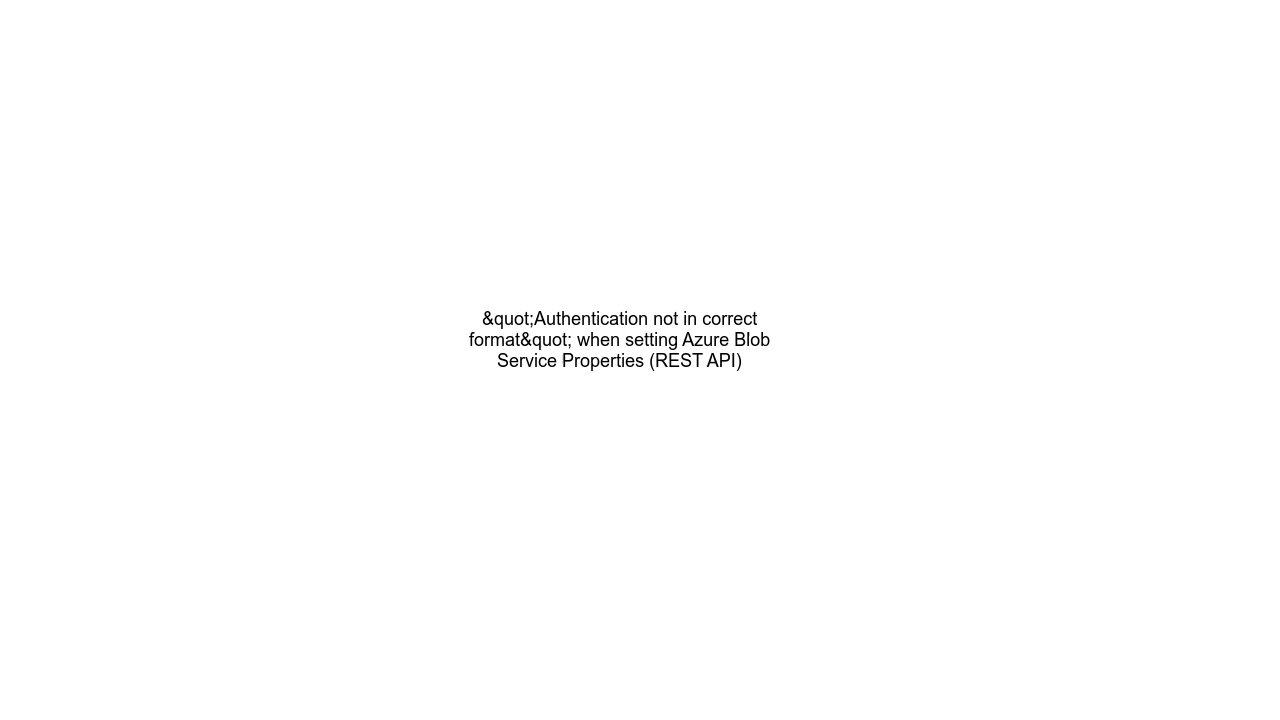 &quot;Authentication not in correct
format&quot; when setting Azure Blob
Service Properties (REST API)